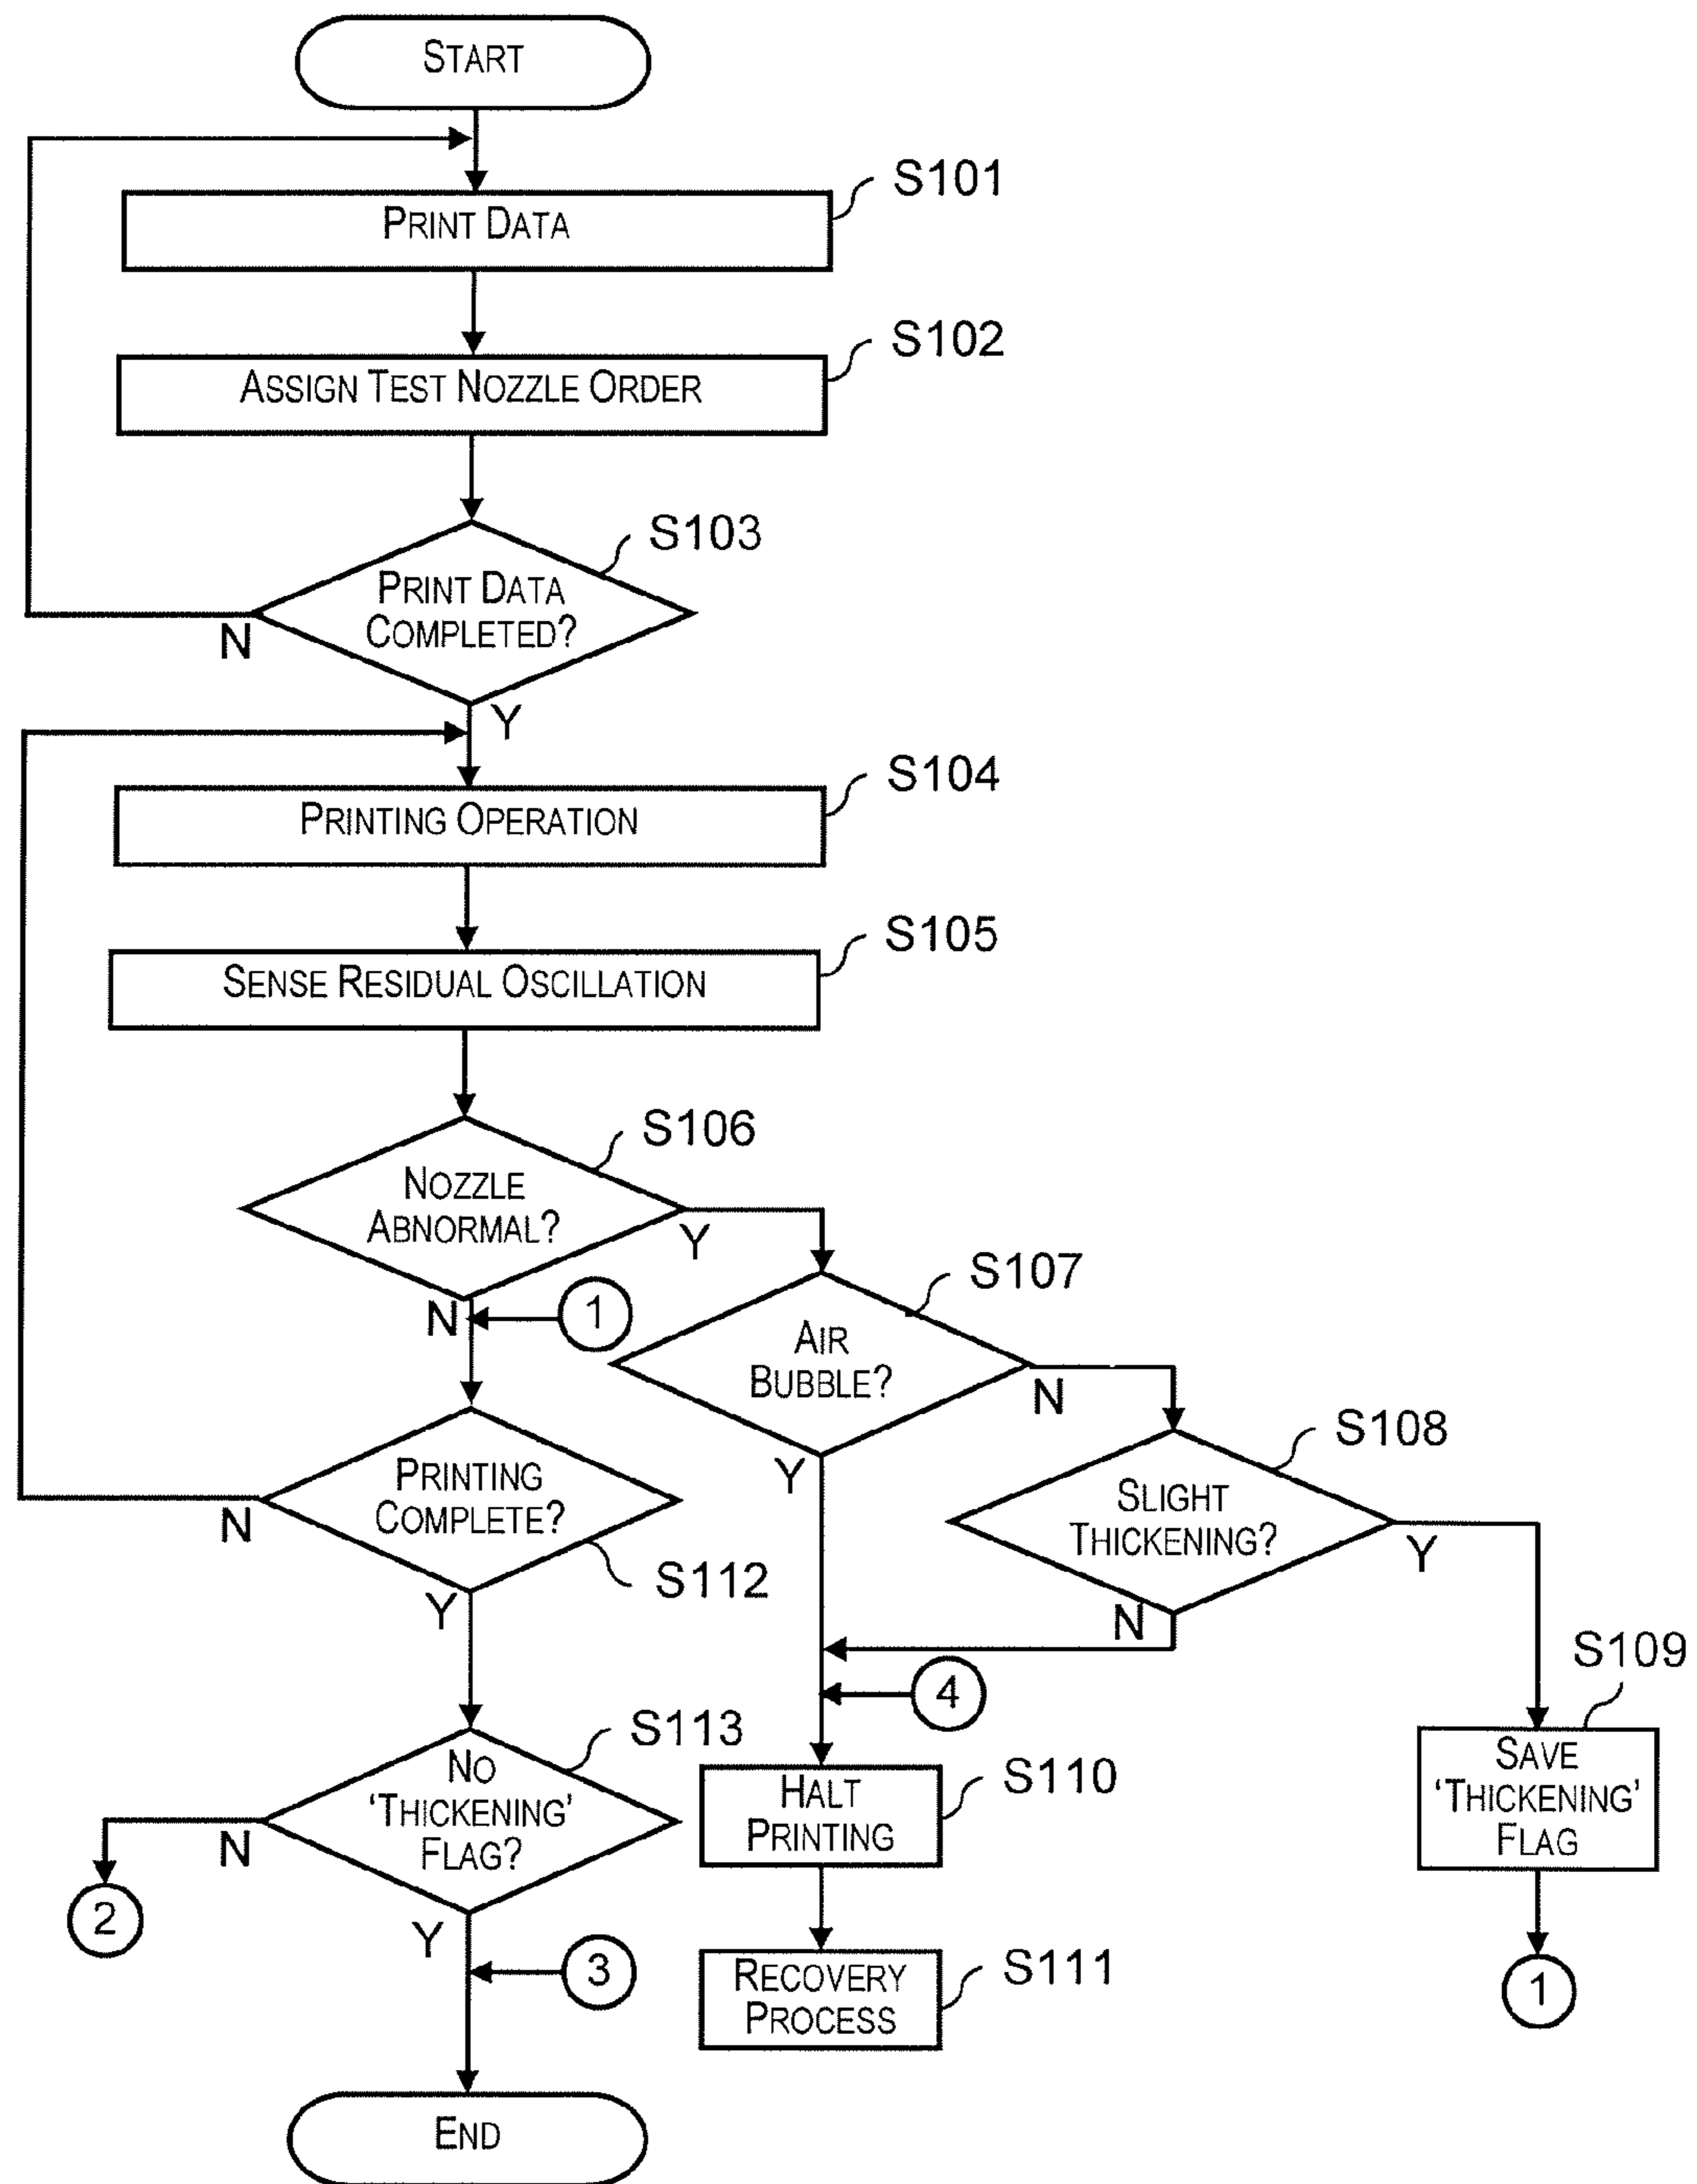 START
S101
PRINT DATA
S102
ASSIGN TEST NOZZLE ORDER
S103
PRINT DATA
COMPLETED?
N
Y
S104
PRINTING OPERATION
S105
SENSE RESIDUAL OSCILLATION
S106
NOZZLE
ABNORMAL?
Y
N
1
S107
AIR
BUBBLE?
N
Y
S108
SLIGHT
THICKENING?
Y
N
PRINTING
COMPLETE?
N
S112
Y
S109
SAVE
'THICKENING'
FLAG
1
4
S110
HALT
PRINTING
S111
RECOVERY
PROCESS
S113
NO
'THICKENING'
FLAG?
N
2
Y
3
END